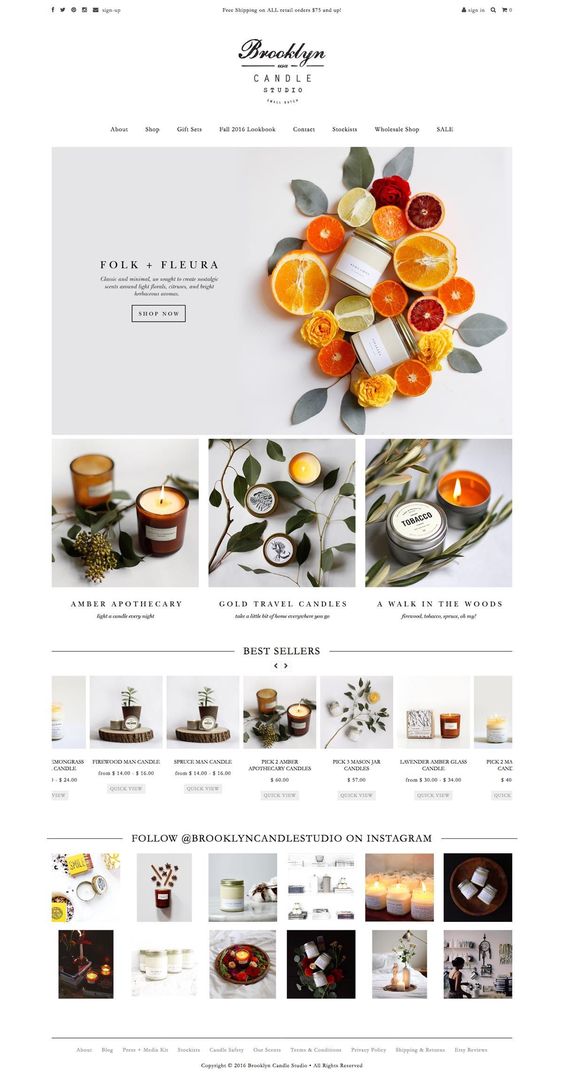 sign-up
Free Shipping on ALL retail orders $75 and up!
sign in
0
Brooklyn
CANDLE
STUDIO
SMALL BATCH
About
Shop
Gift Sets
Fall 2016 Lookbook
Contact
Stockists
Wholesale Shop
SALE
FOLK + FLEURA
Classic and minimal, we sought to create nostalgic
scents around light florals, citruses, and bright
herbaceous aromas.
SHOP NOW
TOBACCO
AMBER APOTHECARY
light a candle every night
GOLD TRAVEL CANDLES
take a little bit of home everywhere you go
A WALK IN THE WOODS
firewood, tobacco, spruce, oh my!
BEST SELLERS
EMONGRASS
CANDLE
- $ 24.00
VIEW
FIREWOOD MAN CANDLE
from $ 14.00 - $ 16.00
QUICK VIEW
SPRUCE MAN CANDLE
from $ 14.00 - $ 16.00
QUICK VIEW
PICK 2 AMBER
APOTHECARY CANDLES
$ 60.00
QUICK VIEW
PICK 3 MASON JAR
CANDLES
$ 57.00
QUICK VIEW
LAVENDER AMBER GLASS
CANDLE
from $ 30.00 - $ 34.00
QUICK VIEW
PICK 2 MA
CAND
$ 40
QUICK
FOLLOW @BROOKLYNCANDLESTUDIO ON INSTAGRAM
SMILE
About
Blog
Press + Media Kit
Stockists
Candle Safety
Our Scents
Terms & Conditions
Privacy Policy
Shipping & Returns
Etsy Reviews
Copyright © 2016 Brooklyn Candle Studio • All Rights Reserved